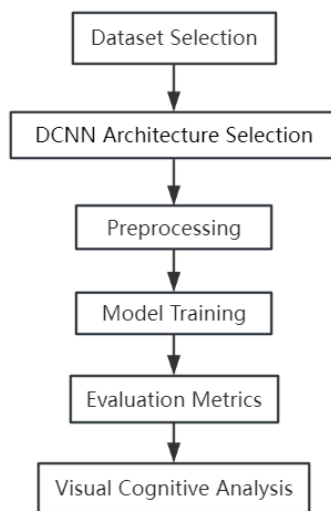 Dataset Selection
DCNN Architecture Selection
Preprocessing
Model Training
Evaluation Metrics
Visual Cognitive Analysis